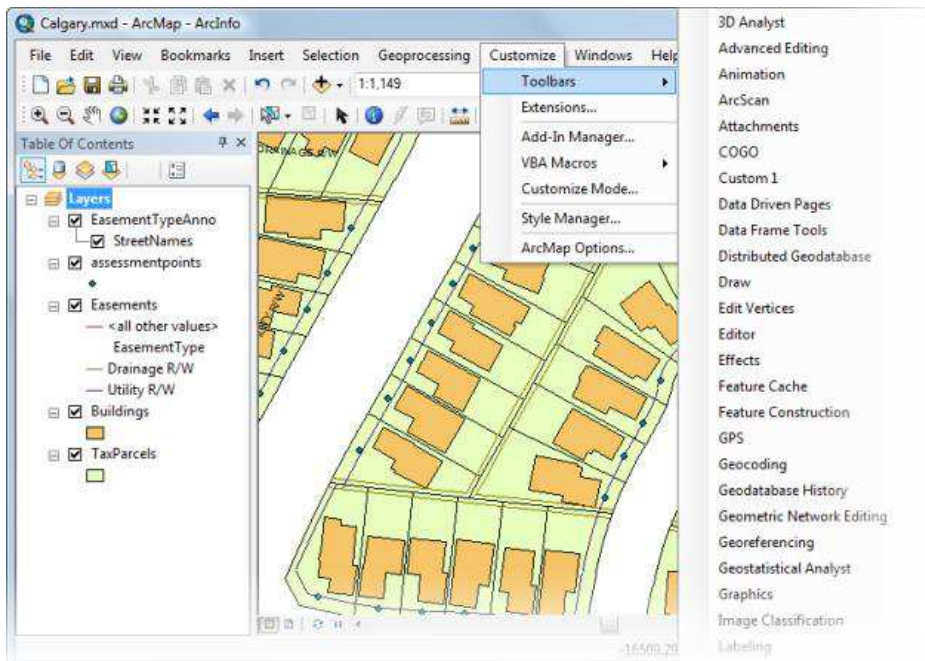 Calgary.mxd - ArcMap - ArcInfo
File Edit View Bookmarks Insert Selection Geoprocessing Customize Windows Help
1:1,149
Table Of Contents
Layers
EasementTypeAnno
StreetNames
assessmentpoints
Easements
<all other values>
EasementType
Drainage R/W
Utility R/W
Buildings
TaxParcels
DRAINAGE R/W
R/W
Toolbars
Extensions...
Add-In Manager...
VBA Macros
Customize Mode...
Style Manager...
ArcMap Options...
3D Analyst
Advanced Editing
Animation
ArcScan
Attachments
COGO
Custom 1
Data Driven Pages
Data Frame Tools
Distributed Geodatabase
Draw
Edit Vertices
Editor
Effects
Feature Cache
Feature Construction
GPS
Geocoding
Geodatabase History
Geometric Network Editing
Georeferencing
Geostatistical Analyst
Graphics
Image Classification
Labeling
-16509.29